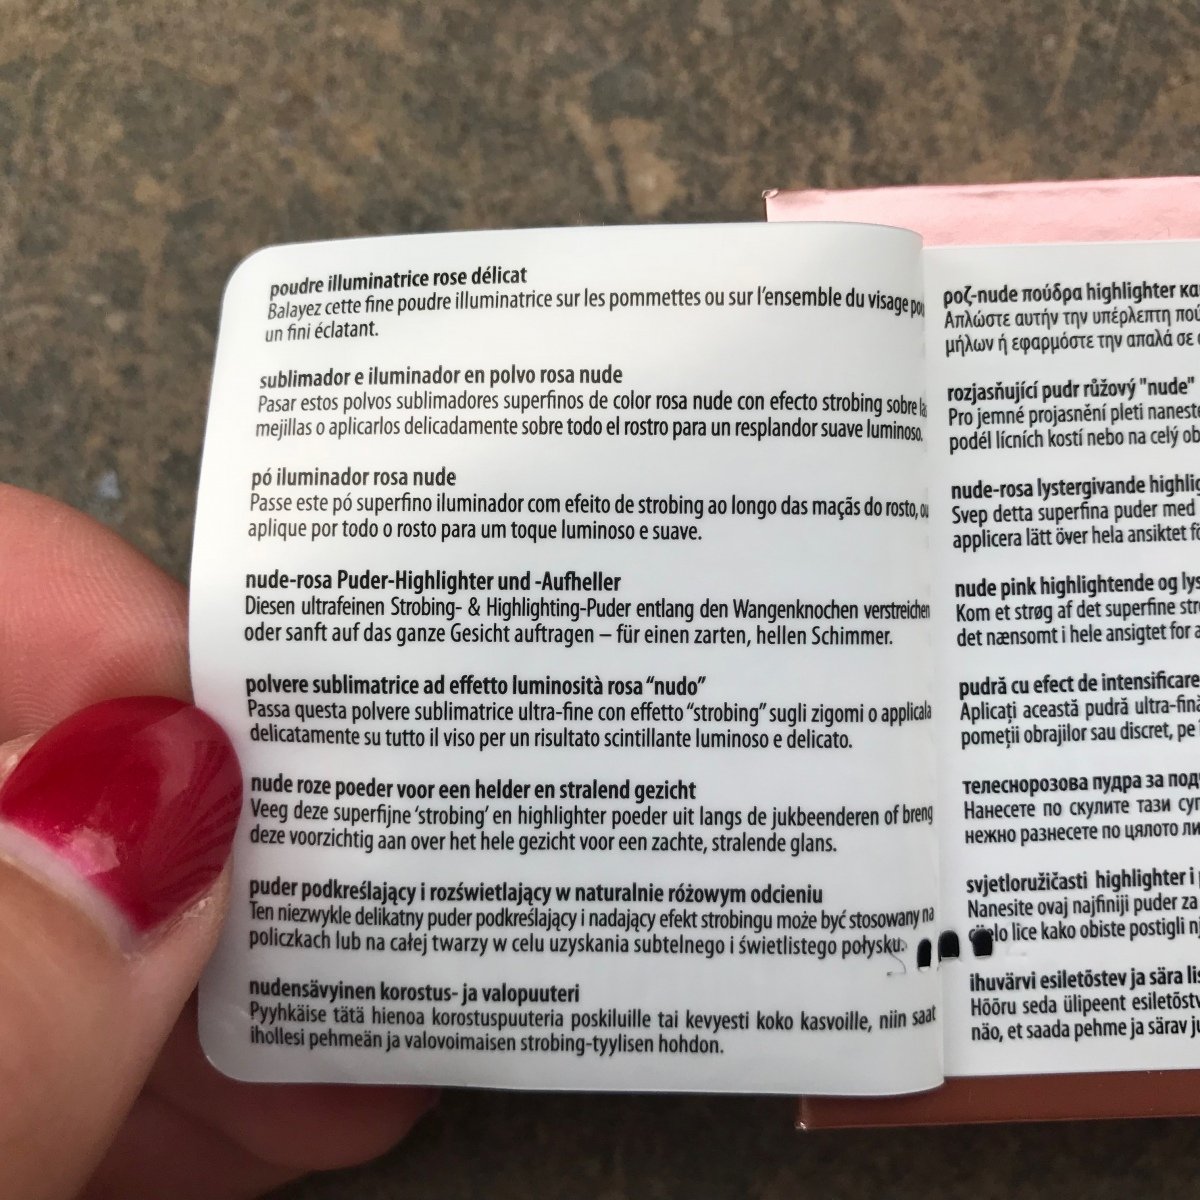 poudre illuminatrice rose délicat
Balayez cette fine poudre illuminatrice sur les pommettes ou sur l'ensemble du visage
un fini éclatant.
sublimador e iluminador en polvo rosa nude
Pasar estos polvos sublimadores superfinos de color rosa nude con efecto strobing sobre
mejillas o aplicarlos delicadamente sobre todo el rostro para un resplandor suave luminoso.
pó iluminador rosa nude
Passe este pó superfino iluminador com efeito de strobing ao longo das maçãs do rosto, ou
aplique por todo o rosto para um toque luminoso e suave.
nude-rosa Puder-Highlighter und -Aufheller
Diesen ultrafeinen Strobing- & Highlighting-Puder entlang den Wangenknochen verstreichen
oder sanft auf das ganze Gesicht auftragen – für einen zarten, hellen Schimmer.
polvere sublimatrice ad effetto luminosità rosa “nudo”
Passa questa polvere sublimatrice ultra-fine con effetto “strobing” sugli zigomi o applicala
delicatamente su tutto il viso per un risultato scintillante luminoso e delicato.
nude roze poeder voor een helder en stralend gezicht
Veeg deze superfijne ‘strobing’ en highlighter poeder uit langs de jukbeenderen of breng
deze voorzichtig aan over het hele gezicht voor een zachte, stralende glans.
puder podkreślający i rozświetlający w naturalnie różowym odcieniu
Ten niezwykle delikatny puder podkreślający i nadający efekt strobingu może być stosowany na
policzkach lub na całej twarzy w celu uzyskania subtelnego i świetlistego połysku.
nudensävyinen korostus- ja valopuuteri
Pyyhkäise tätä hienoa korostuspuuteria poskiluille tai kevyesti koko kasvoille, niin saat
ihollesi pehmeän ja valovoimaisen strobing-tyylisen hohdon.
ροζ-nude πούδρα highlighter
Απλώστε αυτήν την υπέρλεπτη
μήλων ή εφαρμόστε την απαλά σε
rozjasňující pudr růžový "nude"
Pro jemné projasnění pleti
podél lícních kostí nebo na celý
nude-rosa lystergivande
Svep detta superfina puder med
applicera lätt över hela ansiktet
nude pink highlightende og
Kom et strøg af det superfine
det nænsomt i hele ansigtet for
pudră cu efect de intensificare
Aplicați această pudră
pomeții obrajilor sau discret, pe
телеснорозова пудра за
Нанесете по скулите тази
нежно разнесете по цялото
svjetloružičasti highlighter i
Nanesite ovaj najfiniji puder za
cijelo lice kako obiste postigli
ihuvärvi esiletõstev ja sära
Hõõru seda ülipeent
näo, et saada pehme ja särav